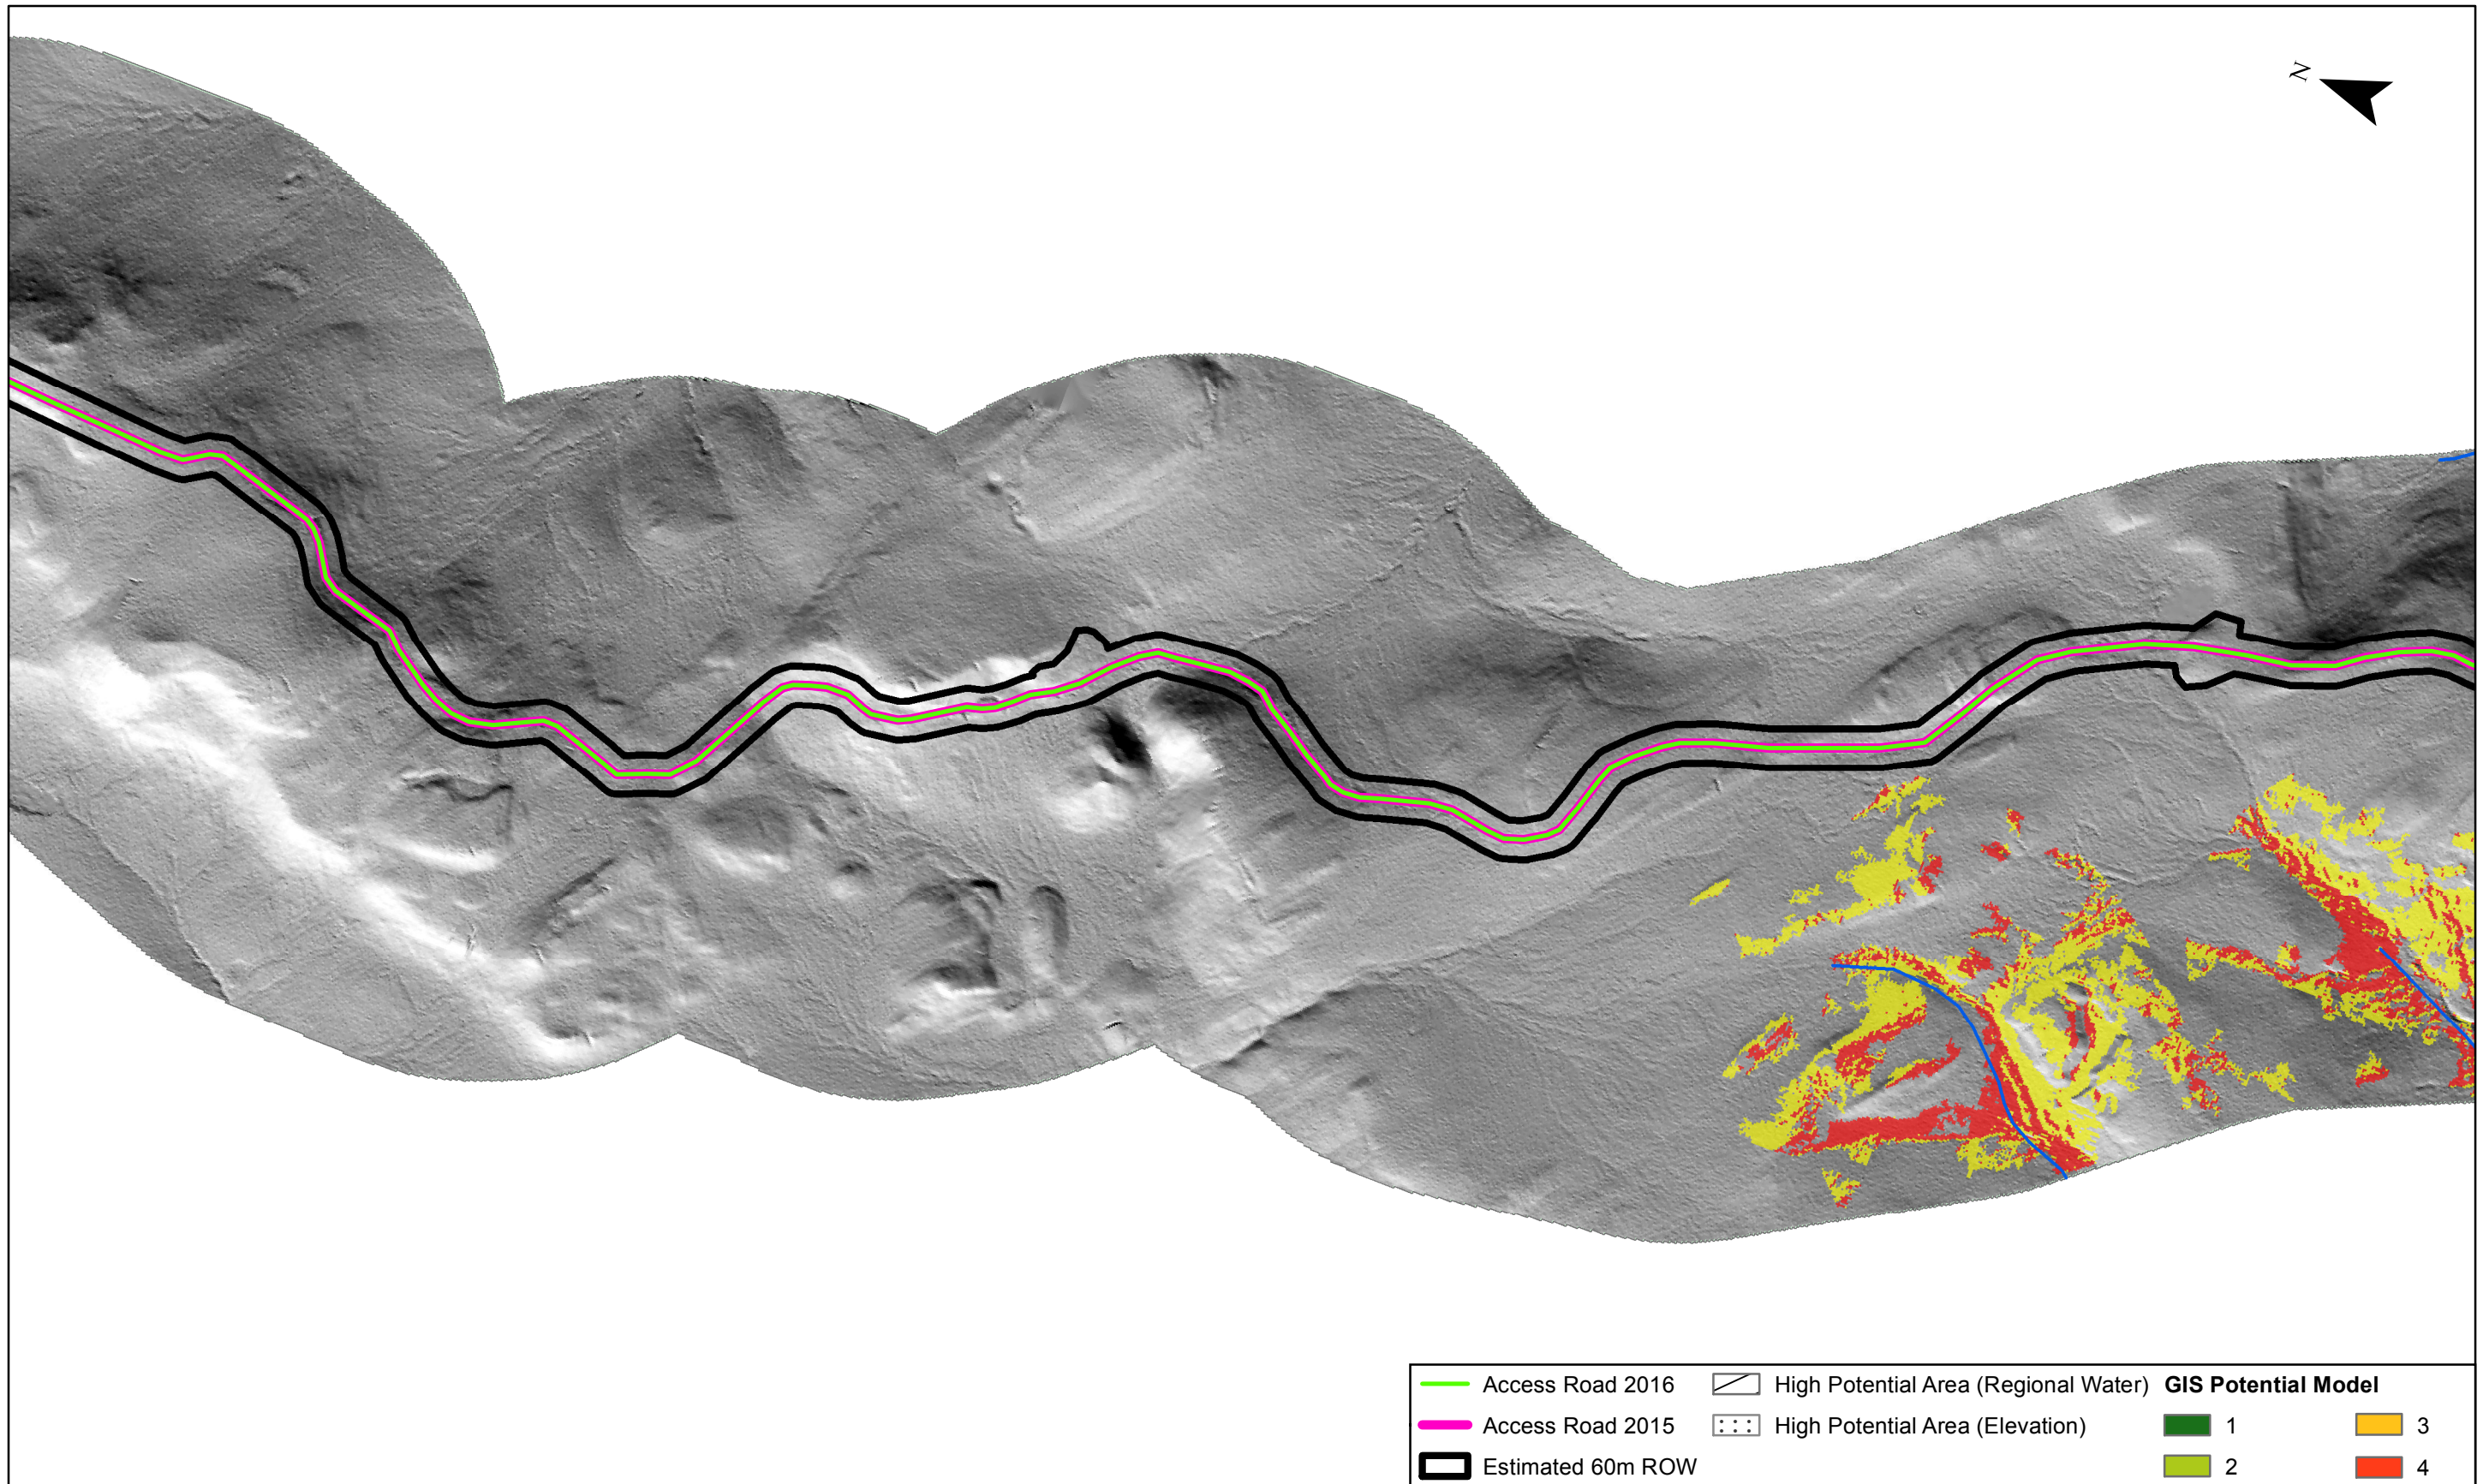 N
Access Road 2016
High Potential Area (Regional Water)
GIS Potential Model
Access Road 2015
High Potential Area (Elevation)
1
3
Estimated 60m ROW
2
4